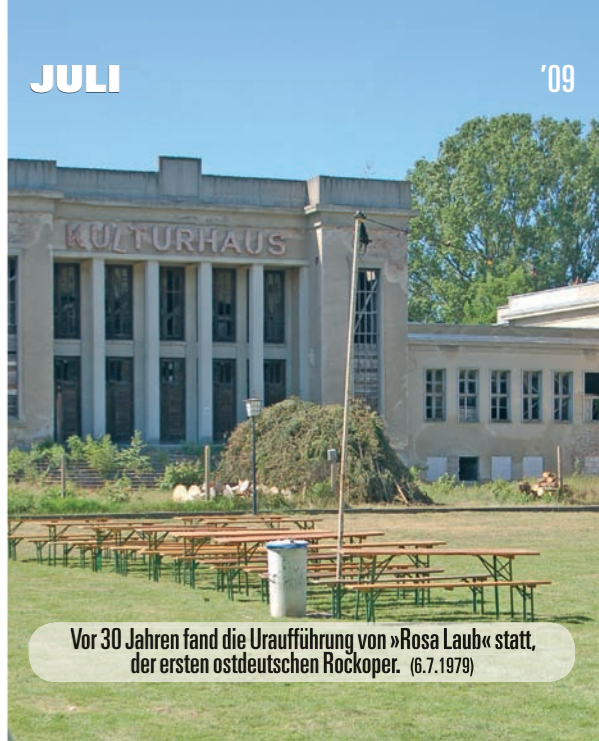 JULI
'09
KULTURHAUS
Vor 30 Jahren fand die Uraufführung von »Rosa Laub« statt,
der ersten ostdeutschen Rockoper. (6.7.1979)